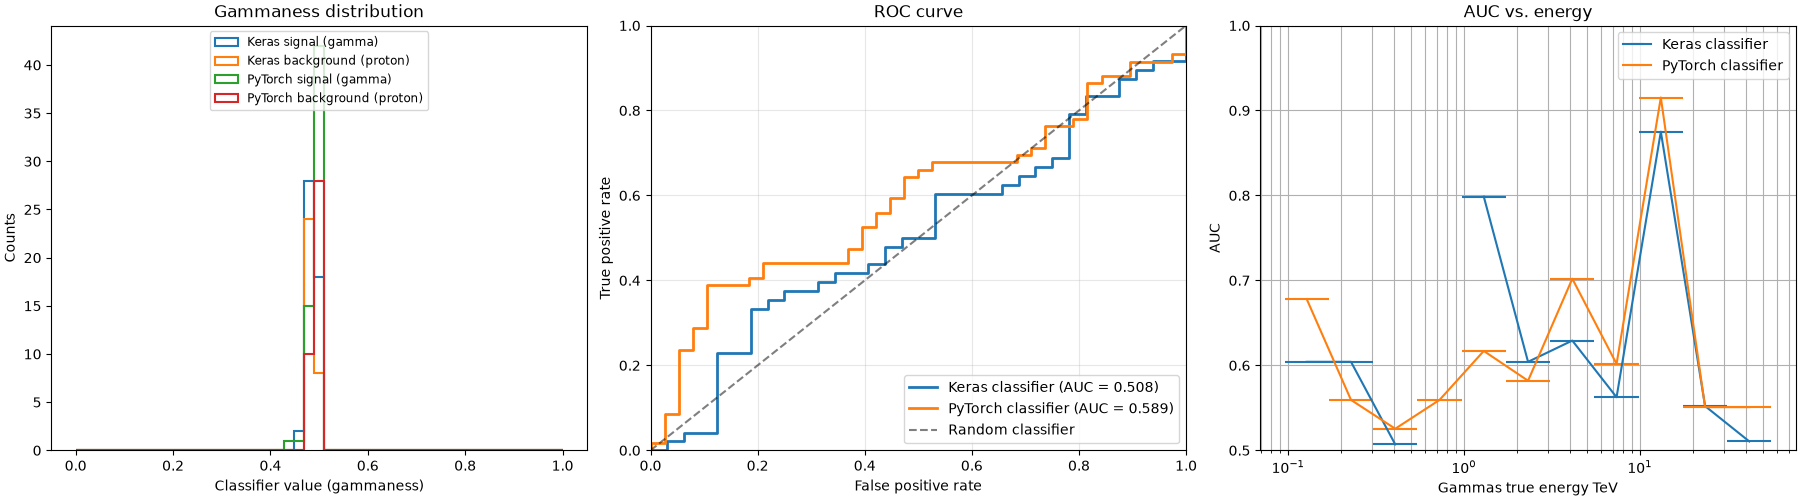 Gammaness distribution
Counts
40
35
30
25
20
15
10
5
0
Keras signal (gamma)
Keras background (proton)
PyTorch signal (gamma)
PyTorch background (proton)
0.0 0.2 0.4 0.6 0.8 1.0
Classifier value (gammaness)
ROC curve
True positive rate
1.0
0.8
0.6
0.4
0.2
0.0
Keras classifier (AUC = 0.508)
PyTorch classifier (AUC = 0.589)
Random classifier
0.0 0.2 0.4 0.6 0.8 1.0
False positive rate
AUC vs. energy
AUC
1.0
0.9
0.8
0.7
0.6
0.5
Keras classifier
PyTorch classifier
10⁻¹ 10⁰ 10¹
Gammas true energy TeV